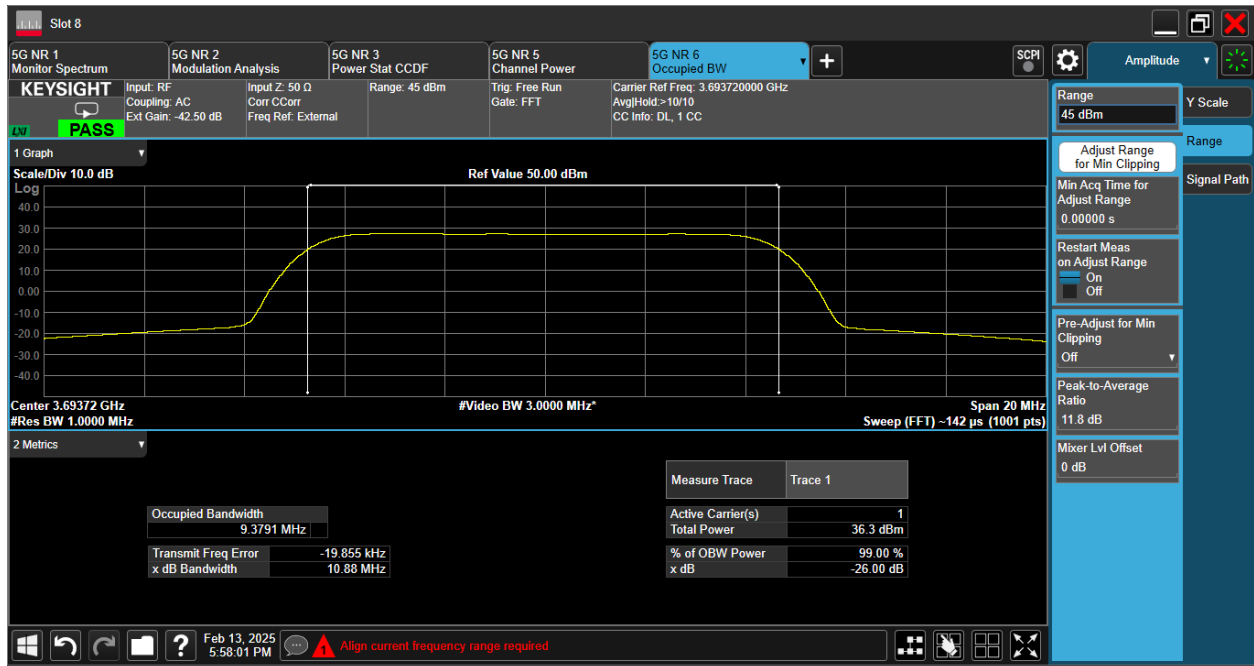 Slot 8
5G NR 1
Monitor Spectrum
5G NR 2
Modulation Analysis
5G NR 3
Power Stat CCDF
5G NR 5
Channel Power
5G NR 6
Occupied BW
SCPI
Amplitude
KEYSIGHT
LXI
PASS
Input: RF
Coupling: AC
Ext Gain: -42.50 dB
Input Z: 50 Ω
Corr CCorr
Freq Ref: External
Range: 45 dBm
Trig: Free Run
Gate: FFT
Carrier Ref Freq: 3.693720000 GHz
Avg|Hold:>10/10
CC Info: DL, 1 CC
1 Graph
Scale/Div 10.0 dB
Ref Value 50.00 dBm
Log
40.0
30.0
20.0
10.0
0.00
-10.0
-20.0
-30.0
-40.0
Center 3.69372 GHz
#Video BW 3.0000 MHz*
Span 20 MHz
#Res BW 1.0000 MHz
Sweep (FFT) ~142 µs (1001 pts)
2 Metrics
Measure Trace Trace 1
Occupied Bandwidth
9.3791 MHz
Active Carrier(s) 1
Total Power 36.3 dBm
Transmit Freq Error -19.855 kHz
x dB Bandwidth 10.88 MHz
% of OBW Power 99.00 %
x dB -26.00 dB
Range
45 dBm
Adjust Range
for Min Clipping
Min Acq Time for
Adjust Range
0.00000 s
Restart Meas
on Adjust Range
On
Off
Pre-Adjust for Min
Clipping
Off
Peak-to-Average
Ratio
11.8 dB
Mixer Lvl Offset
0 dB
Y Scale
Range
Signal Path
?
Feb 13, 2025
5:58:01 PM
1
Align current frequency range required